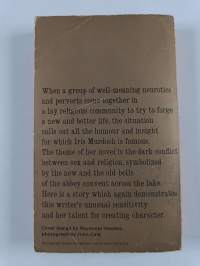 When a group of well-meaning neurotics
and perverts come together in
a lay religious community to try to forge
a new and better life, the situation
calls out all the humour and insight
for which Iris Murdoch is famous.
The theme of her novel is the dark conflict
between sex and religion, symbolised
by the new and the old bells
of the abbey convent across the lake.
Here is a story which again demonstrates
this writer's unusual sensitivity
and her talent for creating character.
Cover design by Raymond Hawkey,
photograph by John